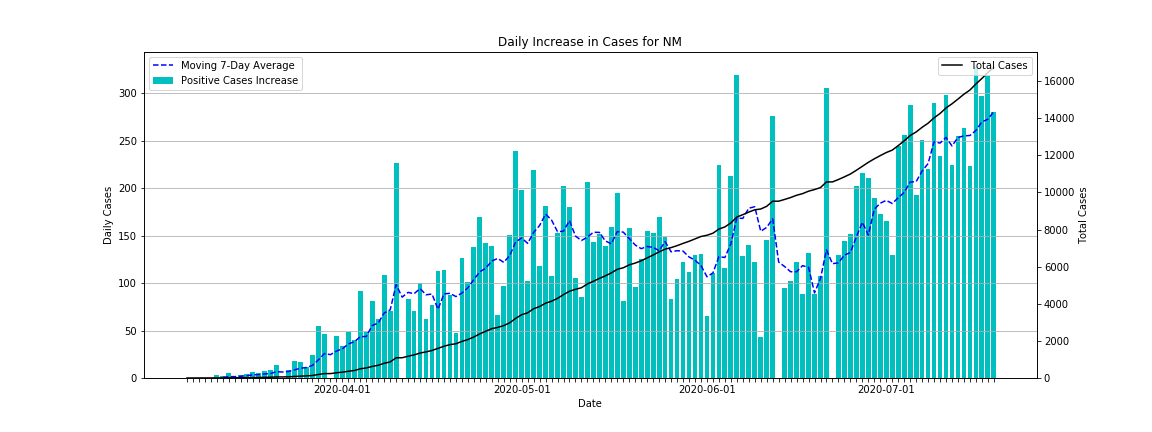 Daily Increase in Cases for NM
Moving 7-Day Average
Positive Cases Increase
Total Cases
300
250
200
150
100
50
0
Daily Cases
16000
14000
12000
10000
8000
6000
4000
2000
0
Total Cases
2020-04-01
2020-05-01
2020-06-01
2020-07-01
Date